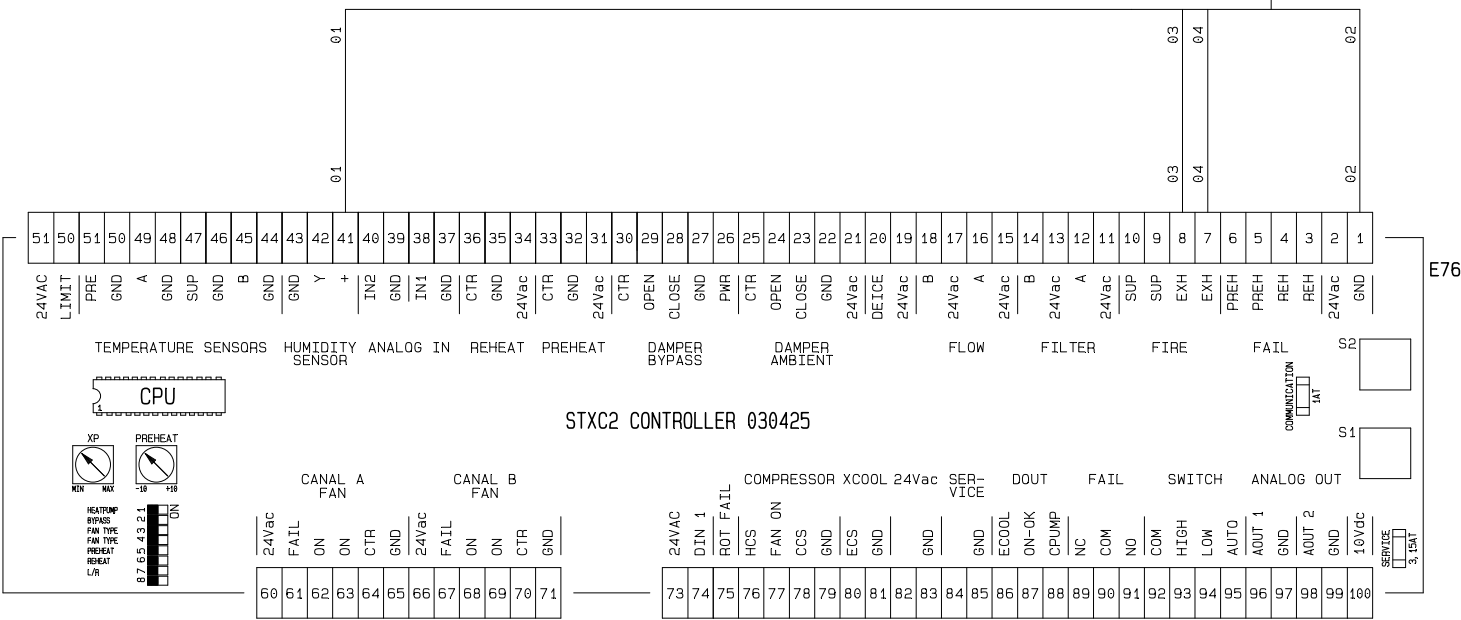 01 03 04 02
01 03 04 02
51 50 51 50 49 48 47 46 45 44 43 42 41 40 39 38 37 36 35 34 33 32 31 30 29 28 27 26 25 24 23 22 21 20 19 18 17 16 15 14 13 12 11 10 9 8 7 6 5 4 3 2 1
E76
24VAC LIMIT PRE GND A GND SUP GND B GND GND Y + IN2 GND IN1 GND CTR GND 24Vac CTR GND 24Vac CTR OPEN CLOSE GND PWR CTR OPEN CLOSE GND 24Vac DEICE 24Vac B 24Vac A 24Vac B 24Vac A 24Vac SUP SUP EXH EXH PREH PREH REH REH 24Vac GND
TEMPERATURE SENSORS HUMIDITY ANALOG IN REHEAT PREHEAT DAMPER DAMPER FLOW FILTER FIRE FAIL S2
SENSOR BYPASS AMBIENT
CPU
1
COMMUNICATION
1AT
STXC2 CONTROLLER 030425
S1
XP PREHEAT
MIN MAX -10 +10
CANAL A CANAL B COMPRESSOR XCOOL 24Vac SER- DOUT FAIL SWITCH ANALOG OUT
FAN FAN VICE
ON
HEATPUMP 1
BYPASS 2
FAN TYPE 3
FAN TYPE 4
PREHEAT 5
REHEAT 6
L/R 7
8
24Vac FAIL ON ON CTR GND 24Vac FAIL ON ON CTR GND 24VAC DIN 1 ROT FAIL HCS FAN ON CCS GND ECS GND GND GND ECOOL ON-OK CPUMP NC COM NO COM HIGH LOW AUTO AOUT 1 GND AOUT 2 GND 10Vdc
SERVICE
3,15AT
60 61 62 63 64 65 66 67 68 69 70 71 73 74 75 76 77 78 79 80 81 82 83 84 85 86 87 88 89 90 91 92 93 94 95 96 97 98 99 100